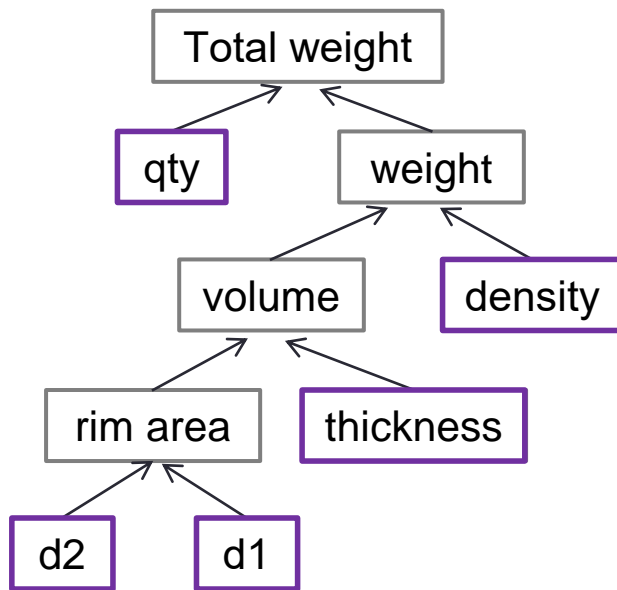 Total weight
qty
weight
volume
density
rim area
thickness
d2
d1